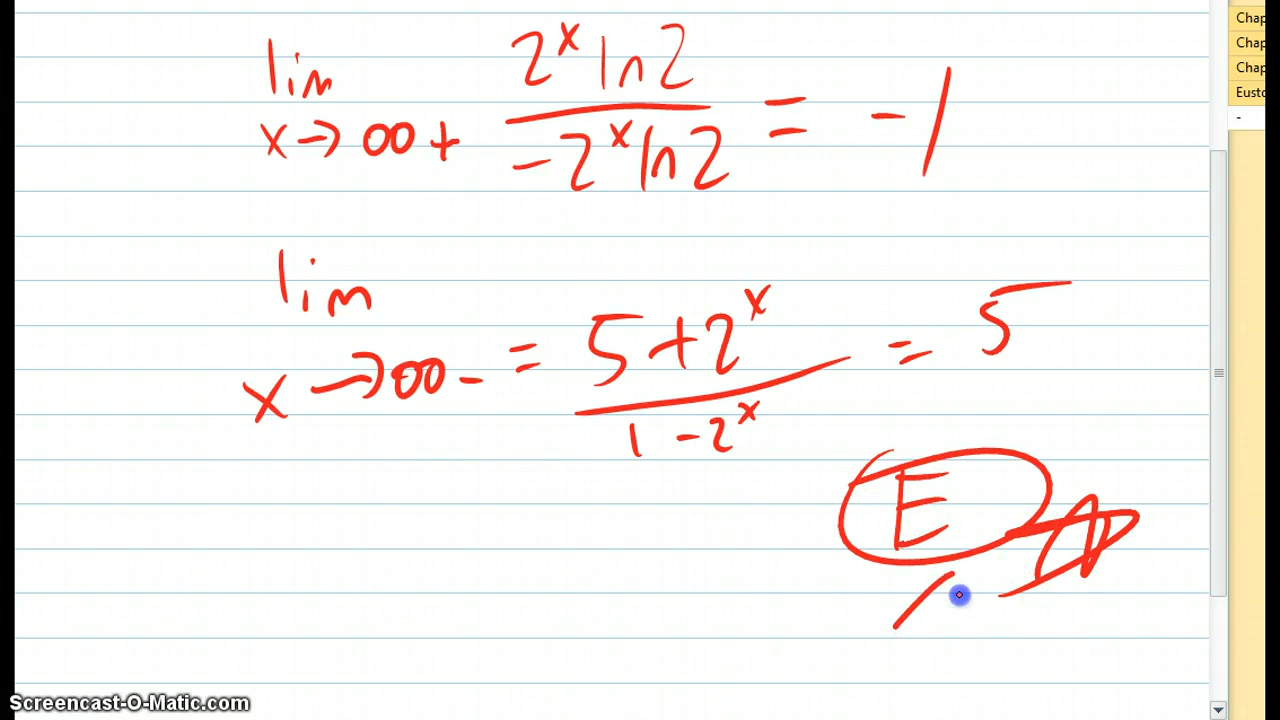 lim x→∞+ 2^x ln2 / -2^x ln2 = -1
lim x→∞- = 5+2^x / 1-2^x = 5
E
Chap
Chap
Chap
Eusto
-
Screencast-O-Matic.com